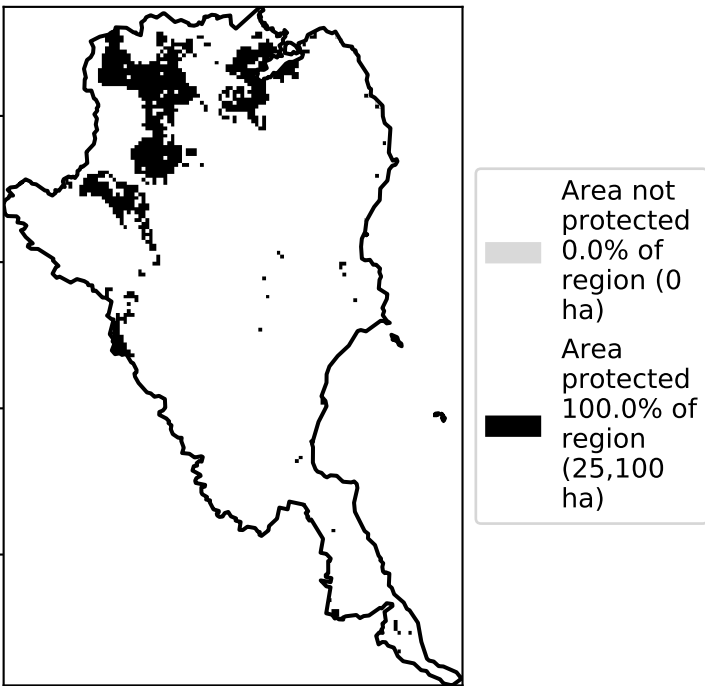 Area not
protected
0.0% of
region (0
ha)
Area
protected
100.0% of
region
(25,100
ha)